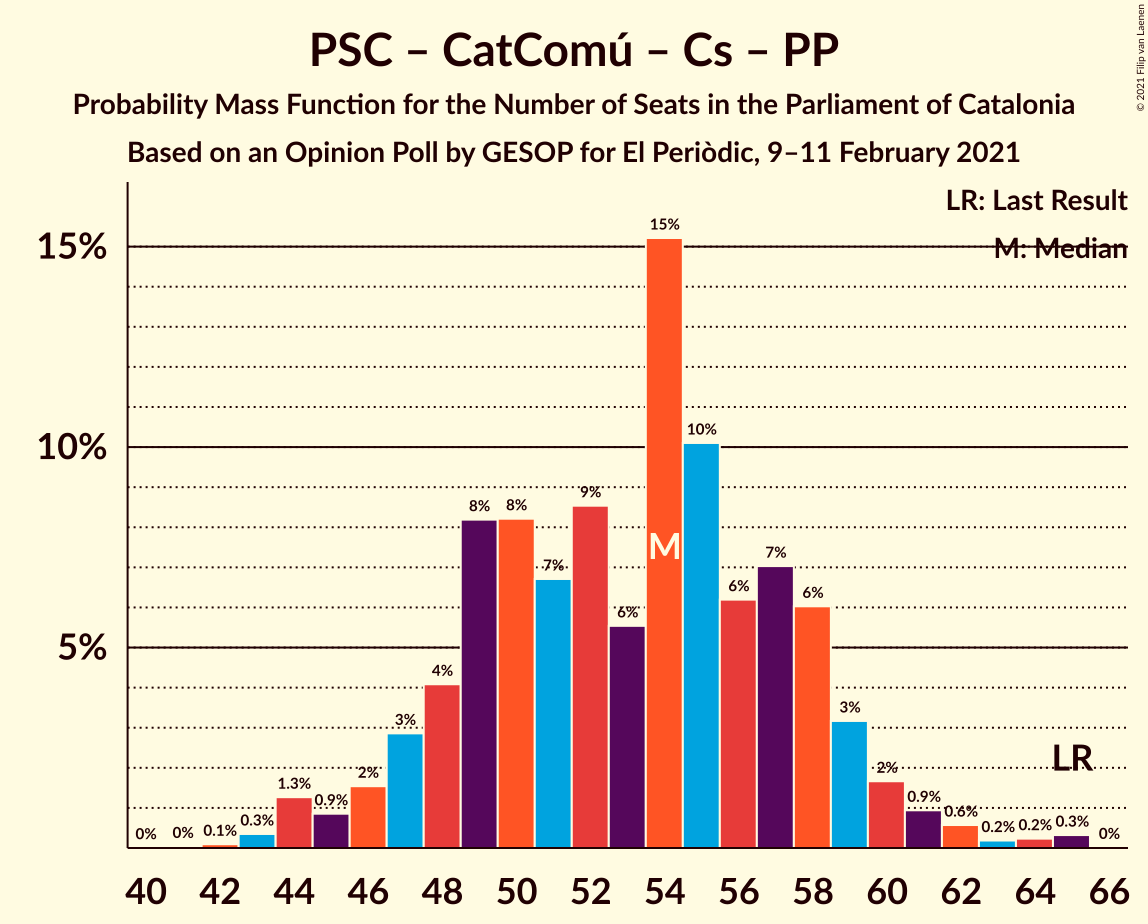 PSC – CatComú – Cs – PP
Probability Mass Function for the Number of Seats in the Parliament of Catalonia
Based on an Opinion Poll by GESOP for El Periòdic, 9–11 February 2021
© 2021 Filip van Laenen
LR: Last Result
M: Median
15%
10%
5%
0% 0% 0.1% 0.3% 1.3% 0.9% 2% 3% 4% 8% 8% 7% 9% 6% 15% 10% 6% 7% 6% 3% 2% 0.9% 0.6% 0.2% 0.2% 0.3% 0%
M
LR
40 42 44 46 48 50 52 54 56 58 60 62 64 66